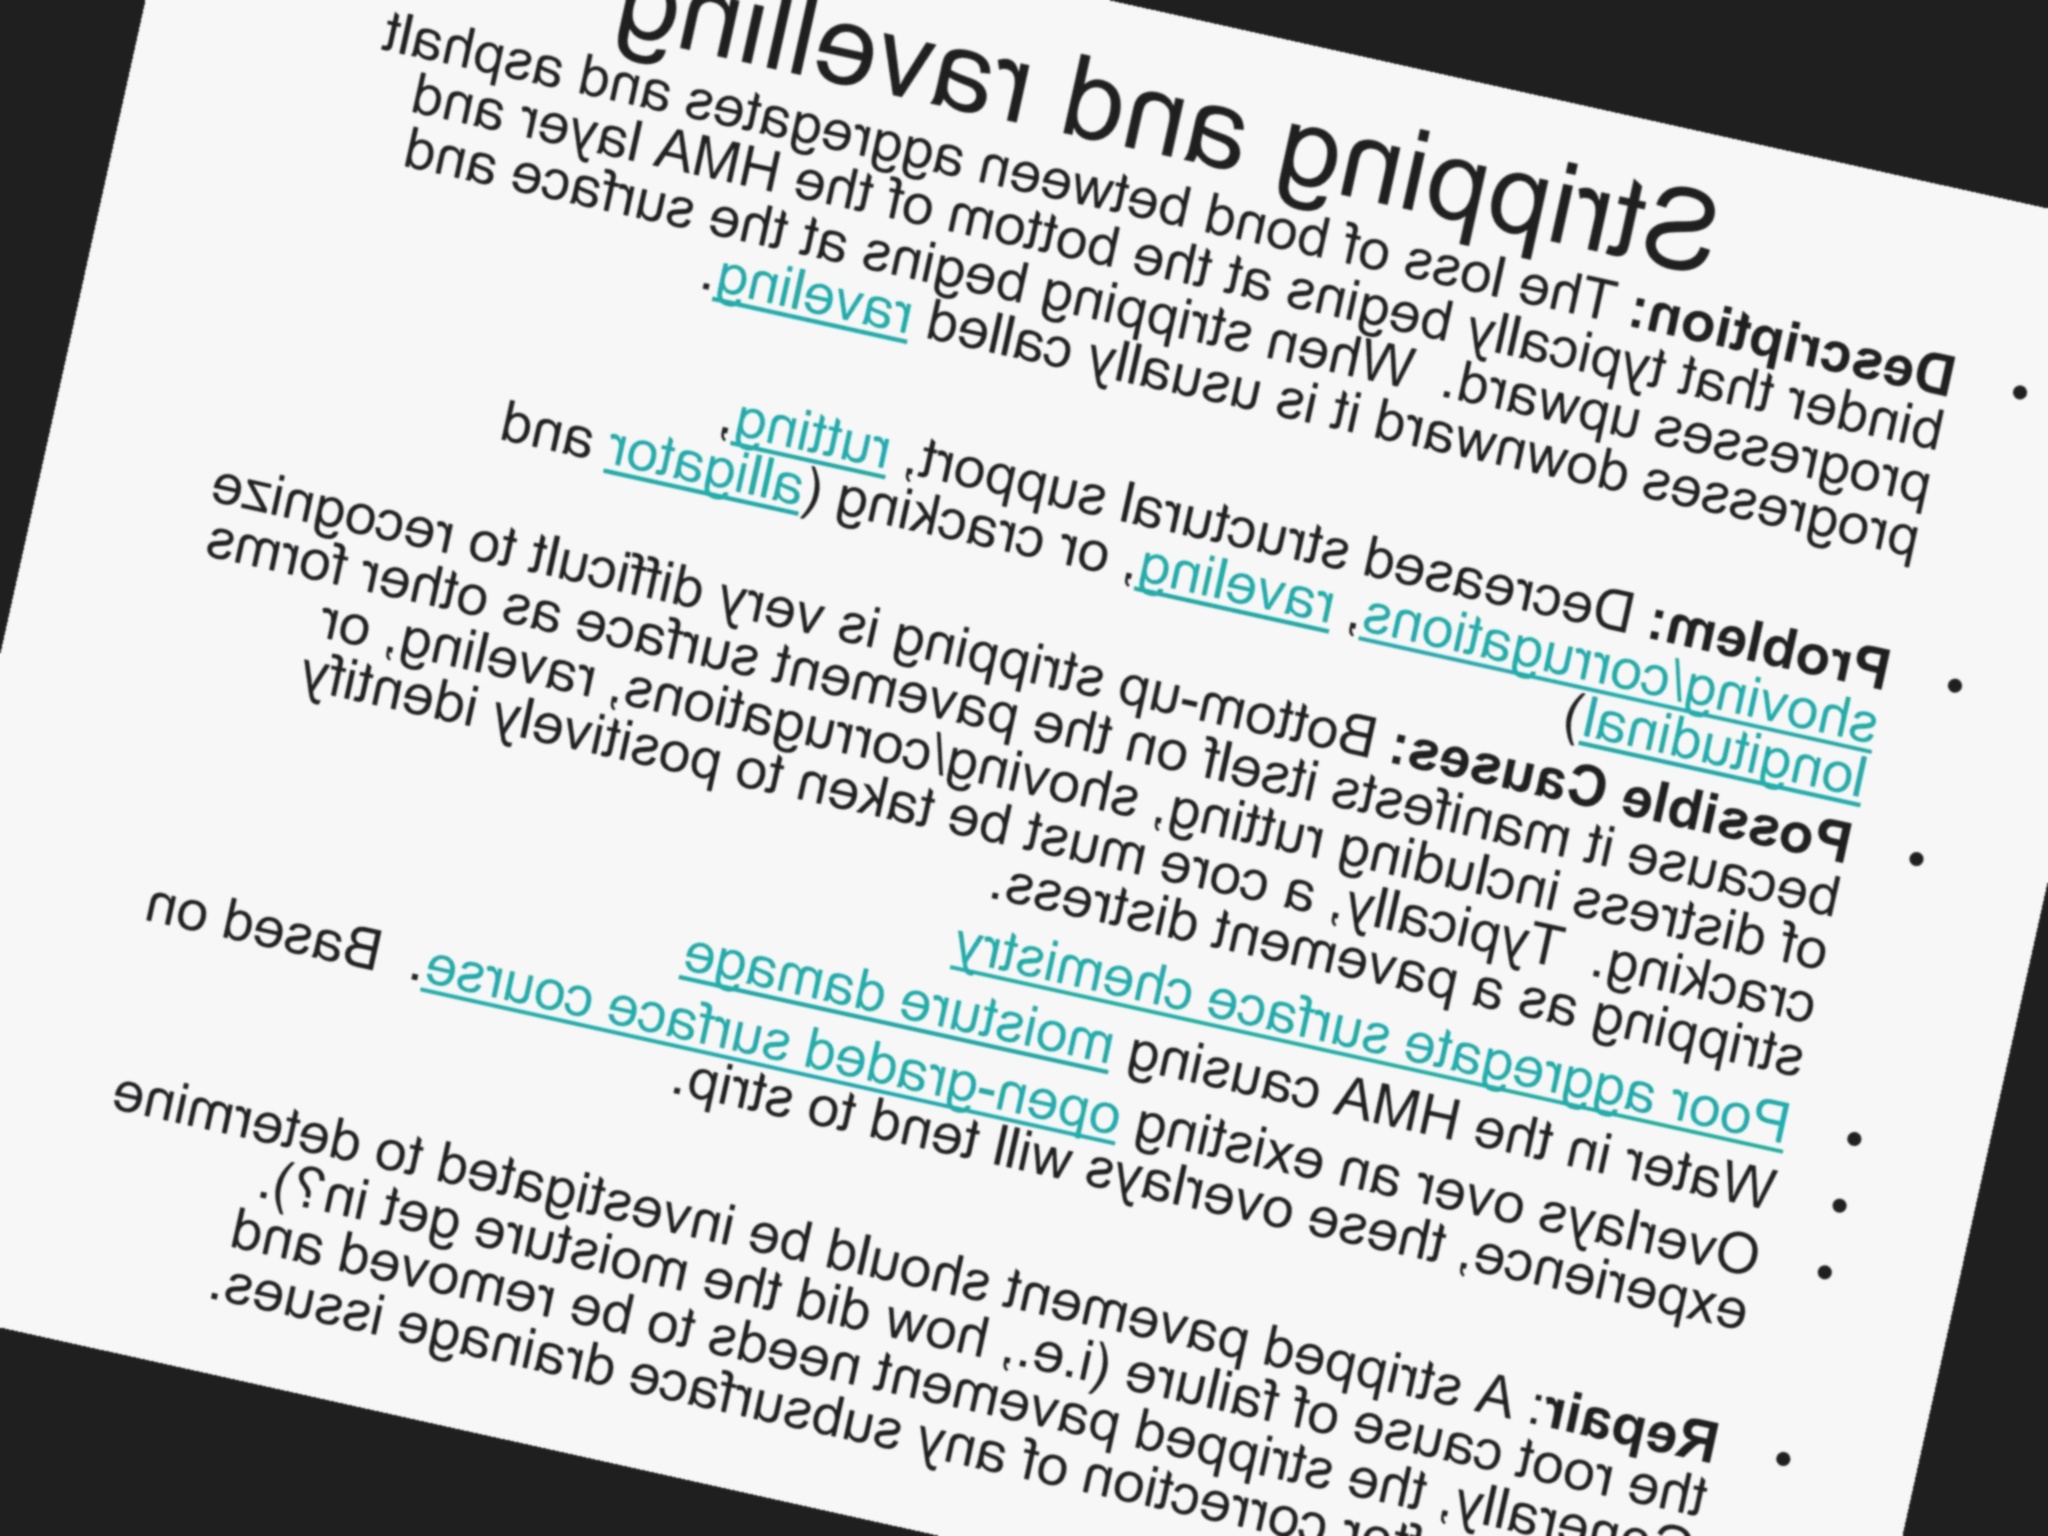 Stripping and ravelling
• Description: The loss of bond between aggregates and asphalt
binder that typically begins at the bottom of the HMA layer and
progresses upward.  When stripping begins at the surface and
progresses downward it is usually called raveling.
• Problem: Decreased structural support, rutting,
shoving/corrugations, raveling, or cracking (alligator and
longitudinal)
• Possible Causes: Bottom-up stripping is very difficult to recognize
because it manifests itself on the pavement surface as other forms
of distress including rutting, shoving/corrugations, raveling, or
cracking.  Typically, a core must be taken to positively identify
stripping as a pavement distress.
• Poor aggregate surface chemistry
• Water in the HMA causing moisture damage
• Overlays over an existing open-graded surface course.  Based on
experience, these overlays will tend to strip.
• Repair: A stripped pavement should be investigated to determine
the root cause of failure (i.e., how did the moisture get in?).
Generally, the stripped pavement needs to be removed and
correction of any subsurface drainage issues.